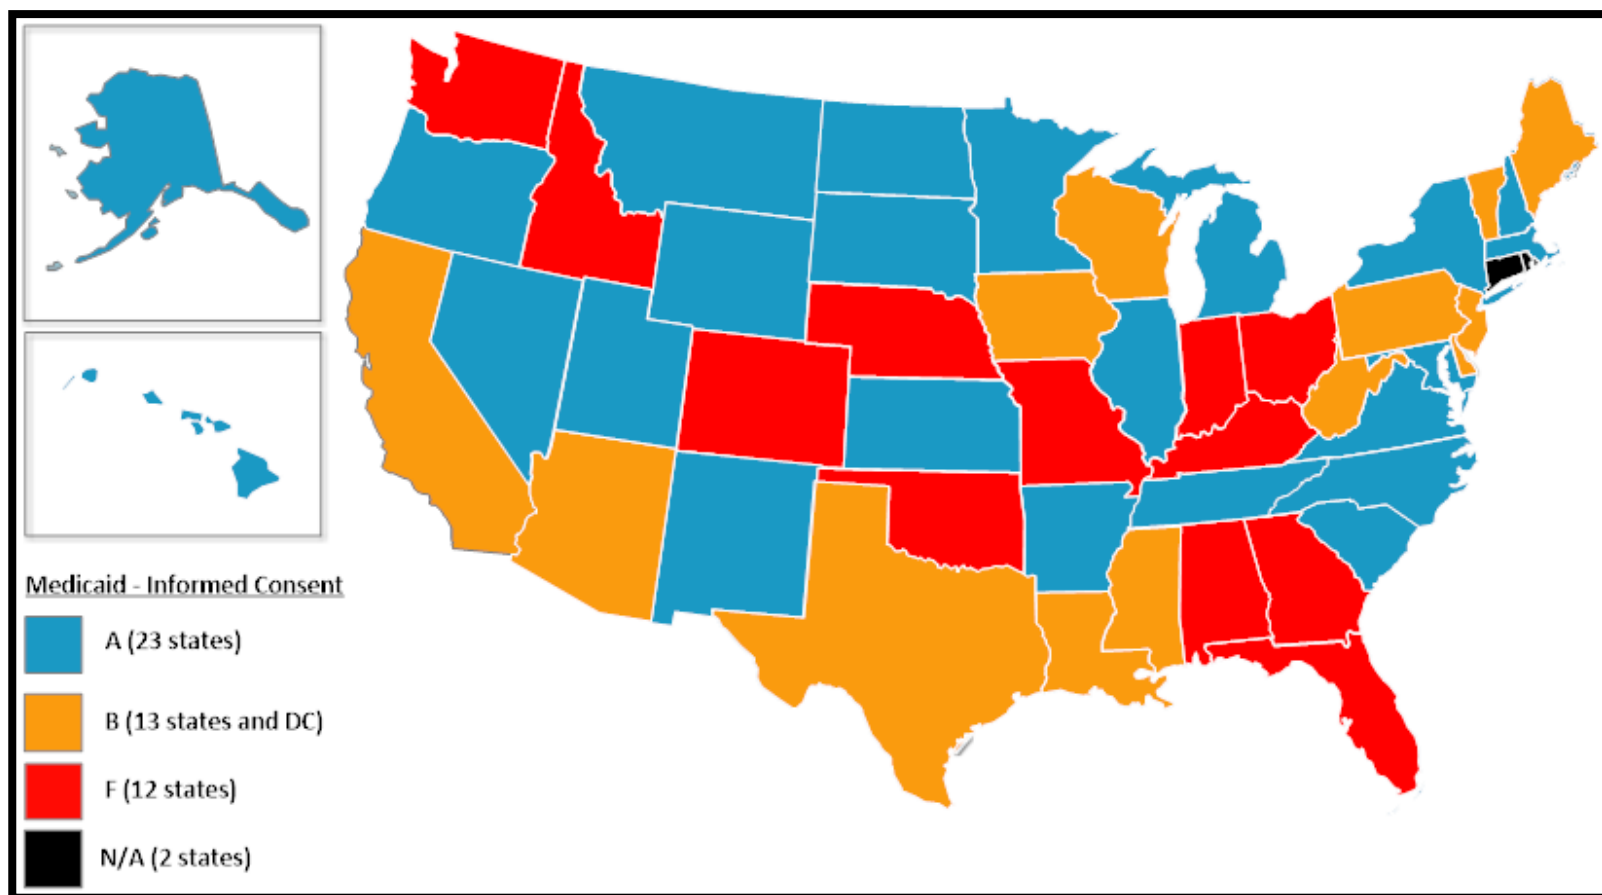 Medicaid - Informed Consent
A (23 states)
B (13 states and DC)
F (12 states)
N/A (2 states)